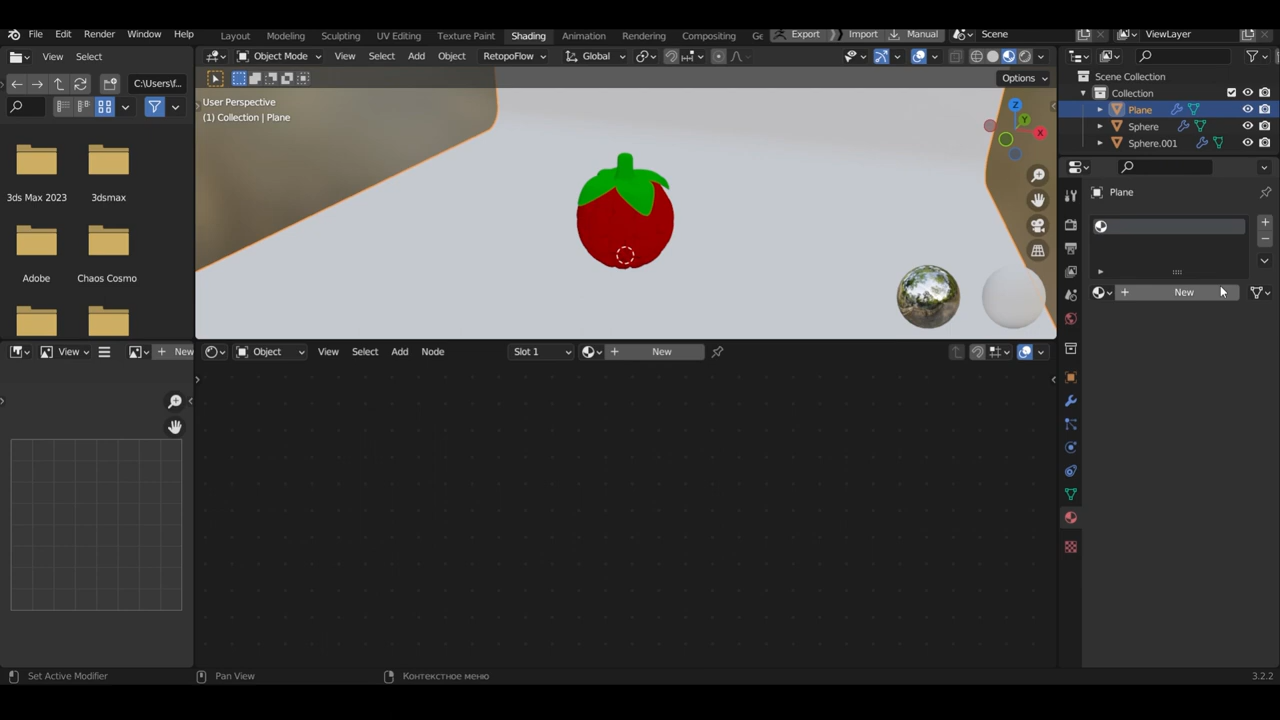 File Edit Render Window Help
Layout Modeling Sculpting UV Editing Texture Paint Shading Animation Rendering Compositing Ge
Export Import Manual
Scene
ViewLayer
View Select
Object Mode View Select Add Object RetopoFlow Global
C:\Users\f...
Options
User Perspective
(1) Collection | Plane
3ds Max 2023 3dsmax
Adobe Chaos Cosmo
Z
Y
X
Scene Collection
Collection
Plane
Sphere
Sphere.001
Plane
New
View New
Object View Select Add Node Slot 1 New
Set Active Modifier Pan View Контекстное меню 3.2.2